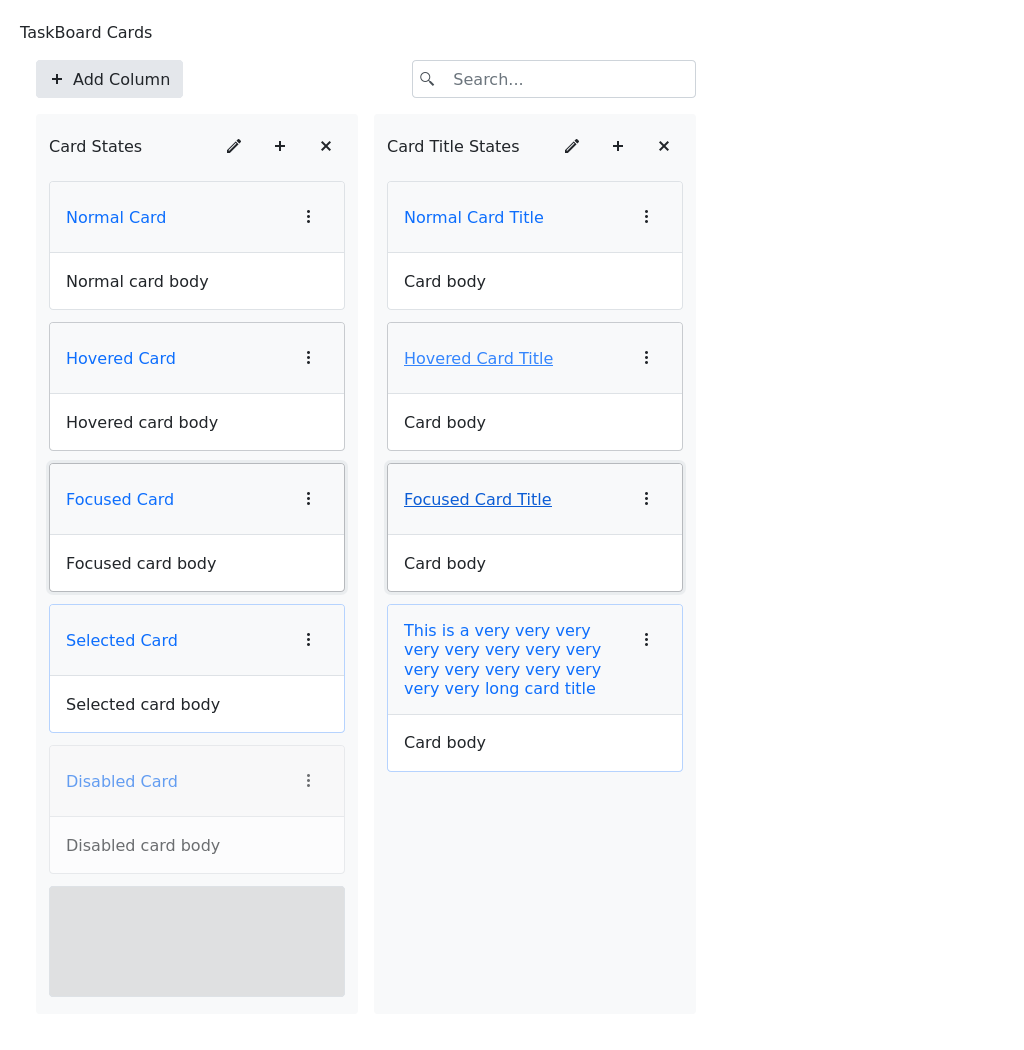 TaskBoard Cards
Add Column
Search...
Card States
Normal Card
Normal card body
Hovered Card
Hovered card body
Focused Card
Focused card body
Selected Card
Selected card body
Disabled Card
Disabled card body
Card Title States
Normal Card Title
Card body
Hovered Card Title
Card body
Focused Card Title
Card body
This is a very very very
very very very very very
very very very very very
very very long card title
Card body